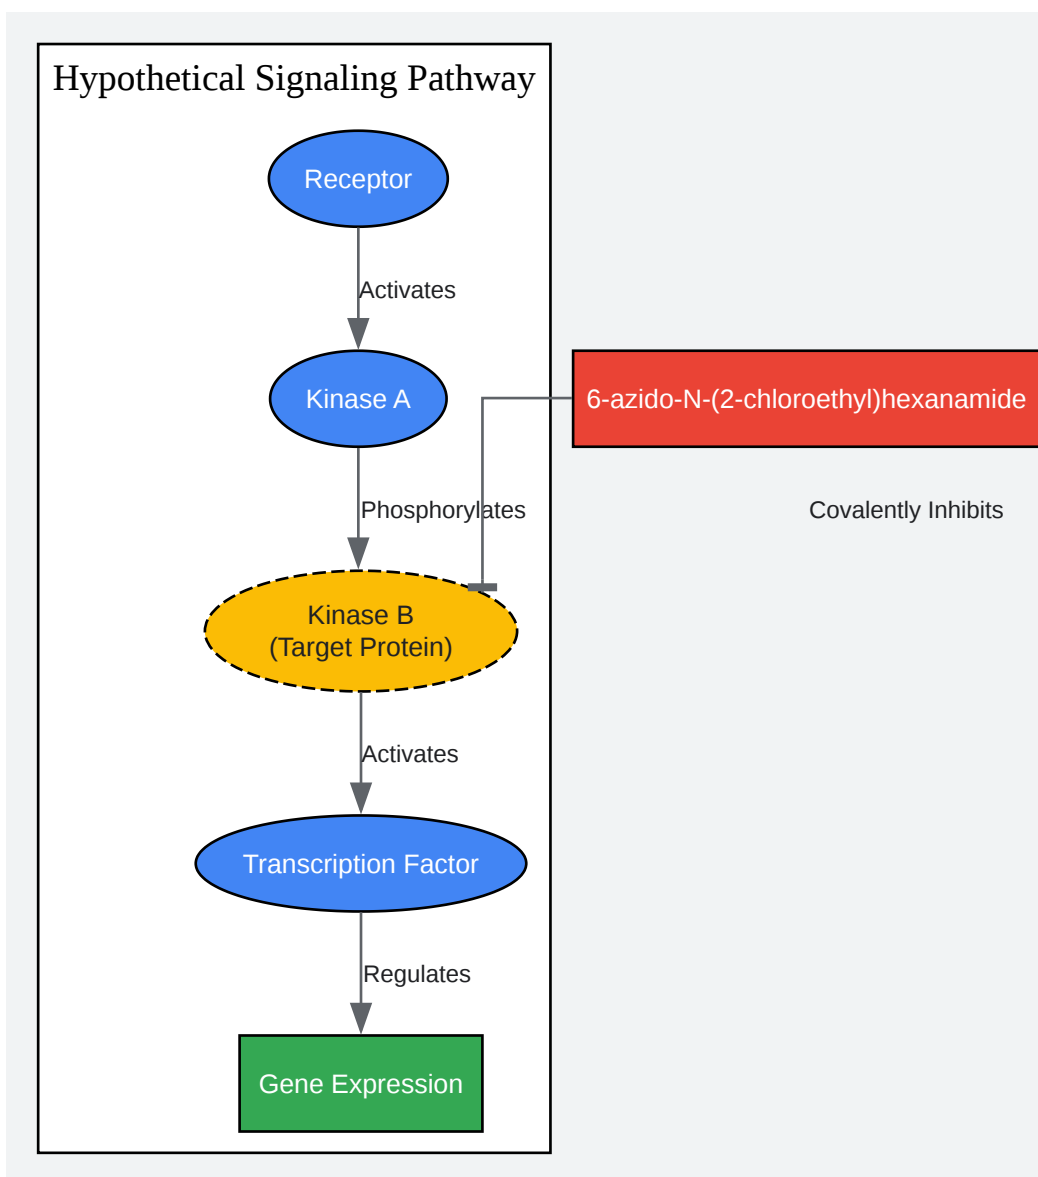 Hypothetical Signaling Pathway
Receptor
Activates
Kinase A
6-azido-N-(2-chloroethyl)hexanamide
Phosphorylates
Covalently Inhibits
Kinase B
(Target Protein)
Activates
Transcription Factor
Regulates
Gene Expression